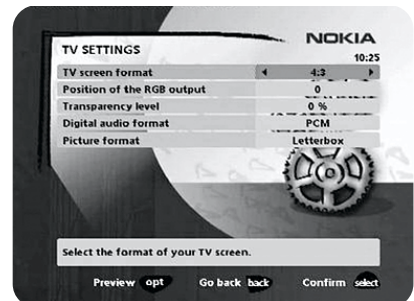 NOKIA
TV SETTINGS
10:25
TV screen format 4:3
Position of the RGB output 0
Transparency level 0 %
Digital audio format PCM
Picture format Letterbox
Select the format of your TV screen.
Preview opt Go back back Confirm select